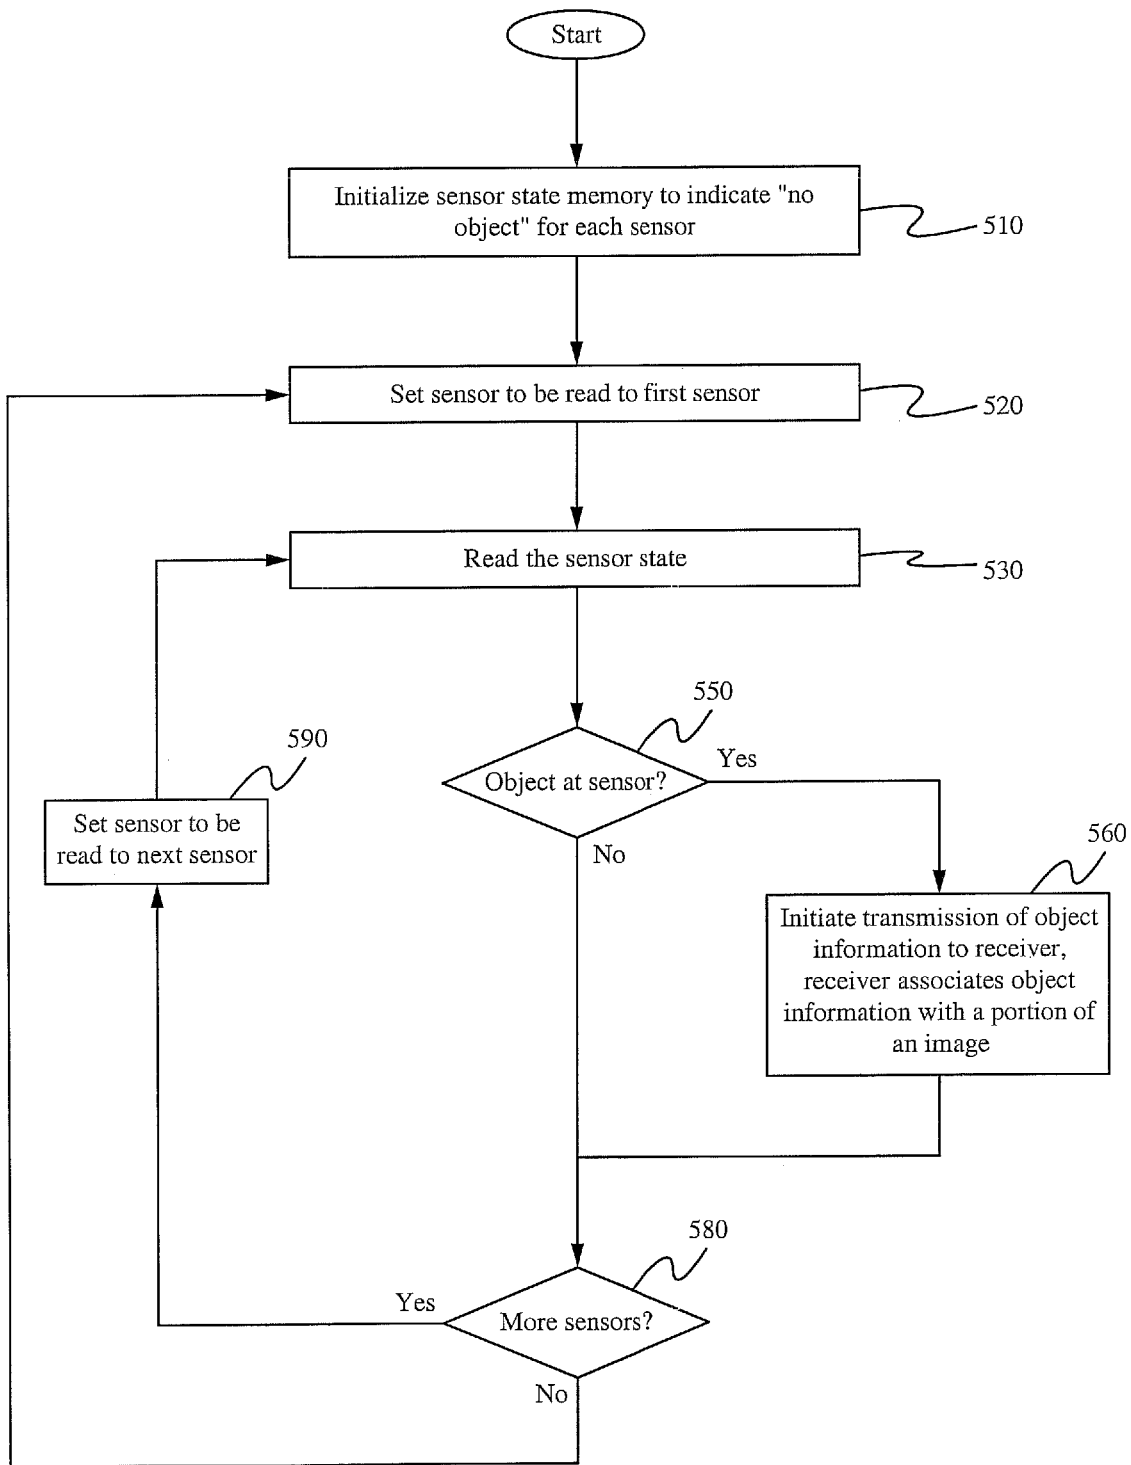 Start
Initialize sensor state memory to indicate "no
object" for each sensor
510
Set sensor to be read to first sensor
520
Read the sensor state
530
550
Object at sensor?
Yes
No
590
Set sensor to be
read to next sensor
560
Initiate transmission of object
information to receiver,
receiver associates object
information with a portion of
an image
580
More sensors?
Yes
No